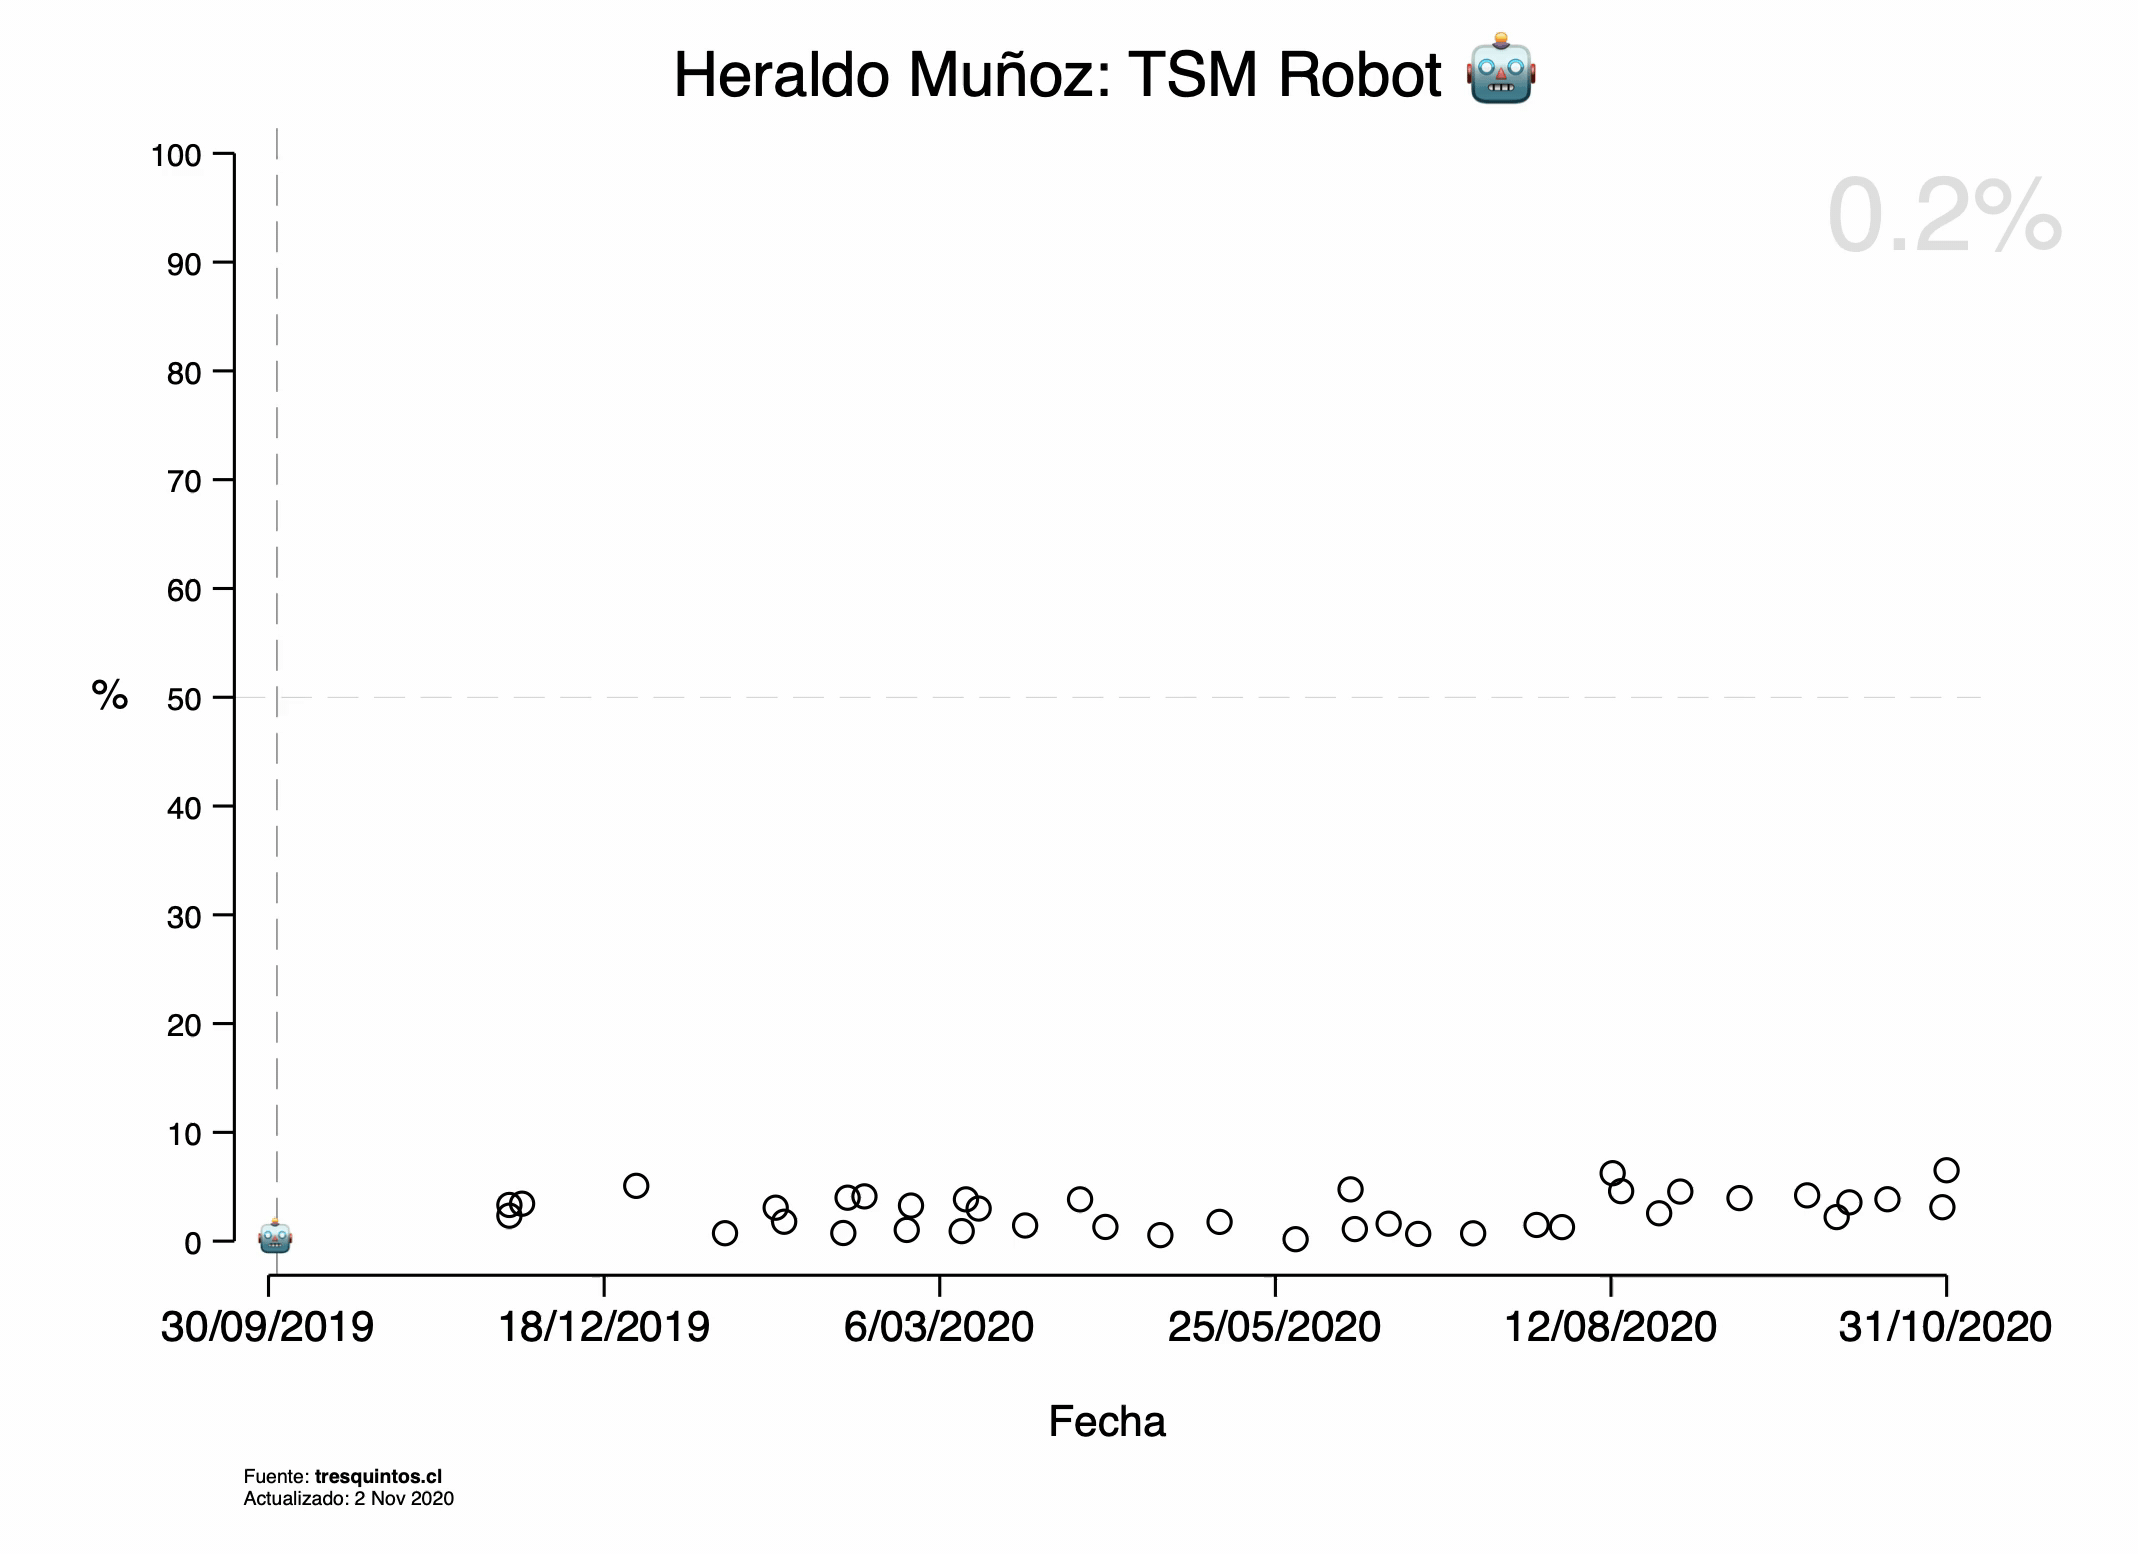 Heraldo Muñoz: TSM Robot 🤖
0.2%
100
90
80
70
60
50
40
30
20
10
0
%
30/09/2019 18/12/2019 6/03/2020 25/05/2020 12/08/2020 31/10/2020
Fecha
Fuente: tresquintos.cl
Actualizado: 2 Nov 2020